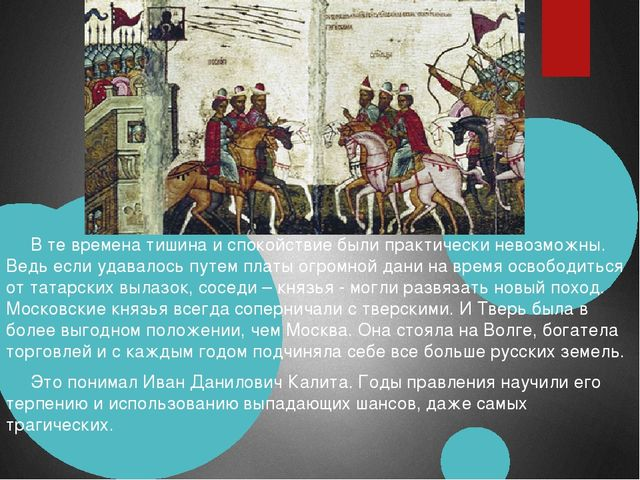 В те времена тишина и спокойствие были практически невозможны.
Ведь если удавалось путем платы огромной дани на время освободиться
от татарских вылазок, соседи – князья - могли развязать новый поход.
Московские князья всегда соперничали с тверскими. И Тверь была в
более выгодном положении, чем Москва. Она стояла на Волге, богатела
торговлей и с каждым годом подчиняла себе все больше русских земель.
Это понимал Иван Данилович Калита. Годы правления научили его
терпению и использованию выпадающих шансов, даже самых
трагических.